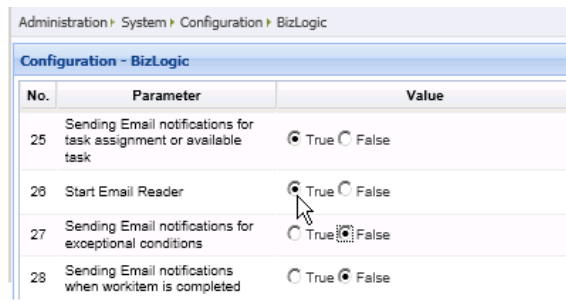 Administration System Configuration BizLogic
Configuration - BizLogic
No. Parameter Value
25 Sending Email notifications for task assignment or available task True False
26 Start Email Reader True False
27 Sending Email notifications for exceptional conditions True False
28 Sending Email notifications when workitem is completed True False